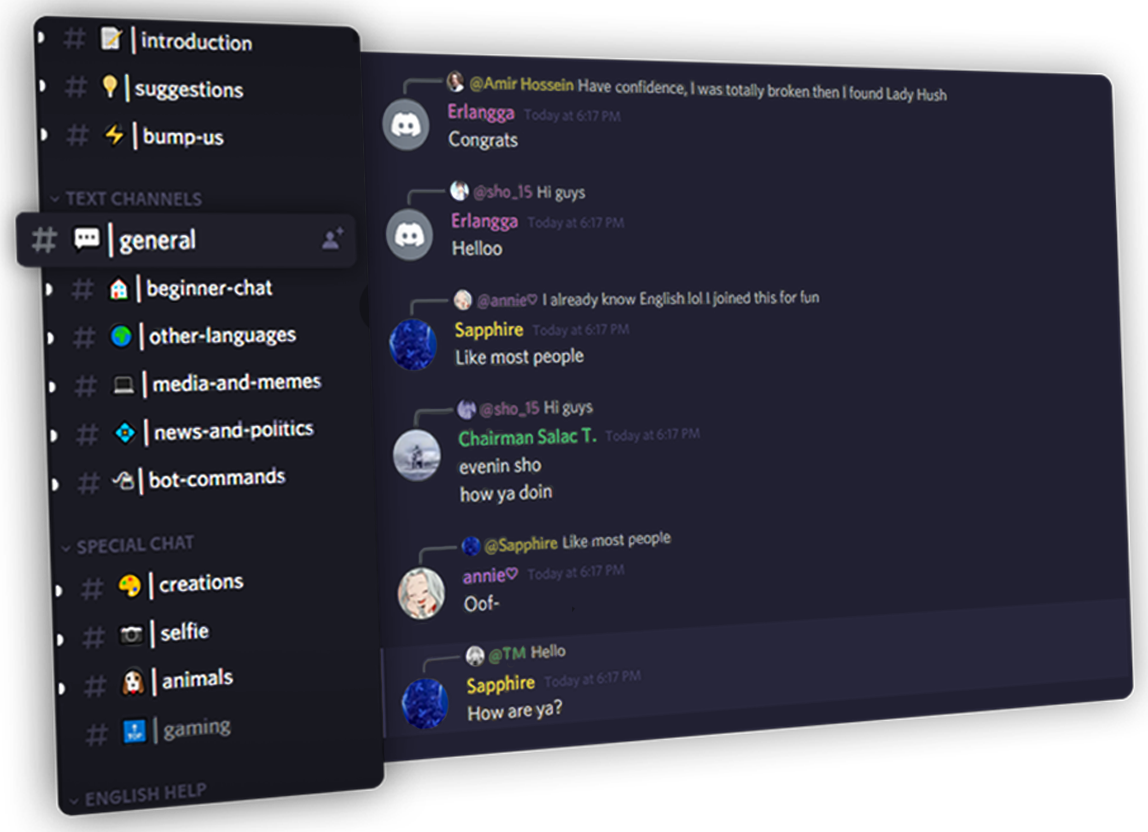 # 📝 | introduction
# 💡 | suggestions
# ⚡ | bump-us
TEXT CHANNELS
# 💬 | general
# 🏠 | beginner-chat
# 🌍 | other-languages
# 💻 | media-and-memes
# 💠 | news-and-politics
# 🖱 | bot-commands
SPECIAL CHAT
# 🎨 | creations
# 📷 | selfie
# 🐶 | animals
# 🔝 | gaming
ENGLISH HELP
@Amir Hossein Have confidence, I was totally broken then I found Lady Hush
Erlangga Today at 6:17 PM
Congrats
@sho_15 Hi guys
Erlangga Today at 6:17 PM
Helloo
@annie♡ I already know English lol I joined this for fun
Sapphire Today at 6:17 PM
Like most people
@sho_15 Hi guys
Chairman Salac T. Today at 6:17 PM
evenin sho
how ya doin
@Sapphire Like most people
annie♡ Today at 6:17 PM
Oof-
@TM Hello
Sapphire Today at 6:17 PM
How are ya?